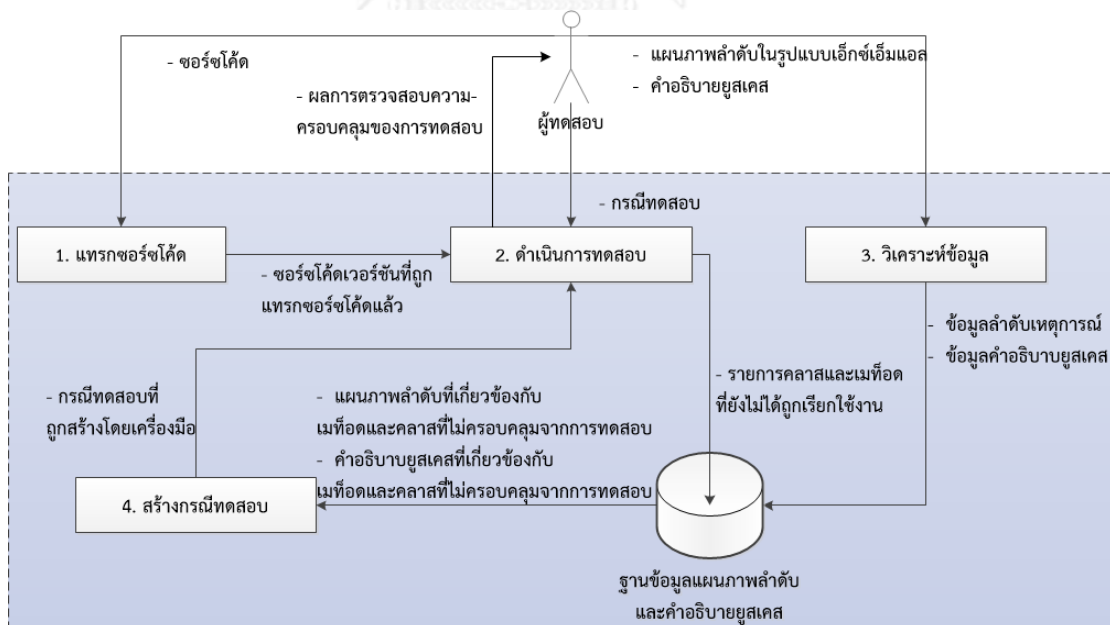 - ซอร์ซโค้ด
- แผนภาพลำดับในรูปแบบเอ็กซ์เอ็มแอล
- คำอธิบายยูสเคส
- ผลการตรวจสอบความ-
ครอบคลุมของการทดสอบ
ผู้ทดสอบ
- กรณีทดสอบ
1. แทรกซอร์ซโค้ด
2. ดำเนินการทดสอบ
3. วิเคราะห์ข้อมูล
- ซอร์ซโค้ดเวอร์ชันที่ถูก
แทรกซอร์ซโค้ดแล้ว
- ข้อมูลลำดับเหตุการณ์
- ข้อมูลคำอธิบาบยูสเคส
- รายการคลาสและเมท็อด
ที่ยังไม่ได้ถูกเรียกใช้งาน
- กรณีทดสอบที่
ถูกสร้างโดยเครื่องมือ
- แผนภาพลำดับที่เกี่ยวข้องกับ
เมท็อดและคลาสที่ไม่ครอบคลุมจากการทดสอบ
- คำอธิบาบยูสเคสที่เกี่ยวข้องกับ
เมท็อดและคลาสที่ไม่ครอบคลุมจากการทดสอบ
4. สร้างกรณีทดสอบ
ฐานข้อมูลแผนภาพลำดับ
และคำอธิบายยูสเคส